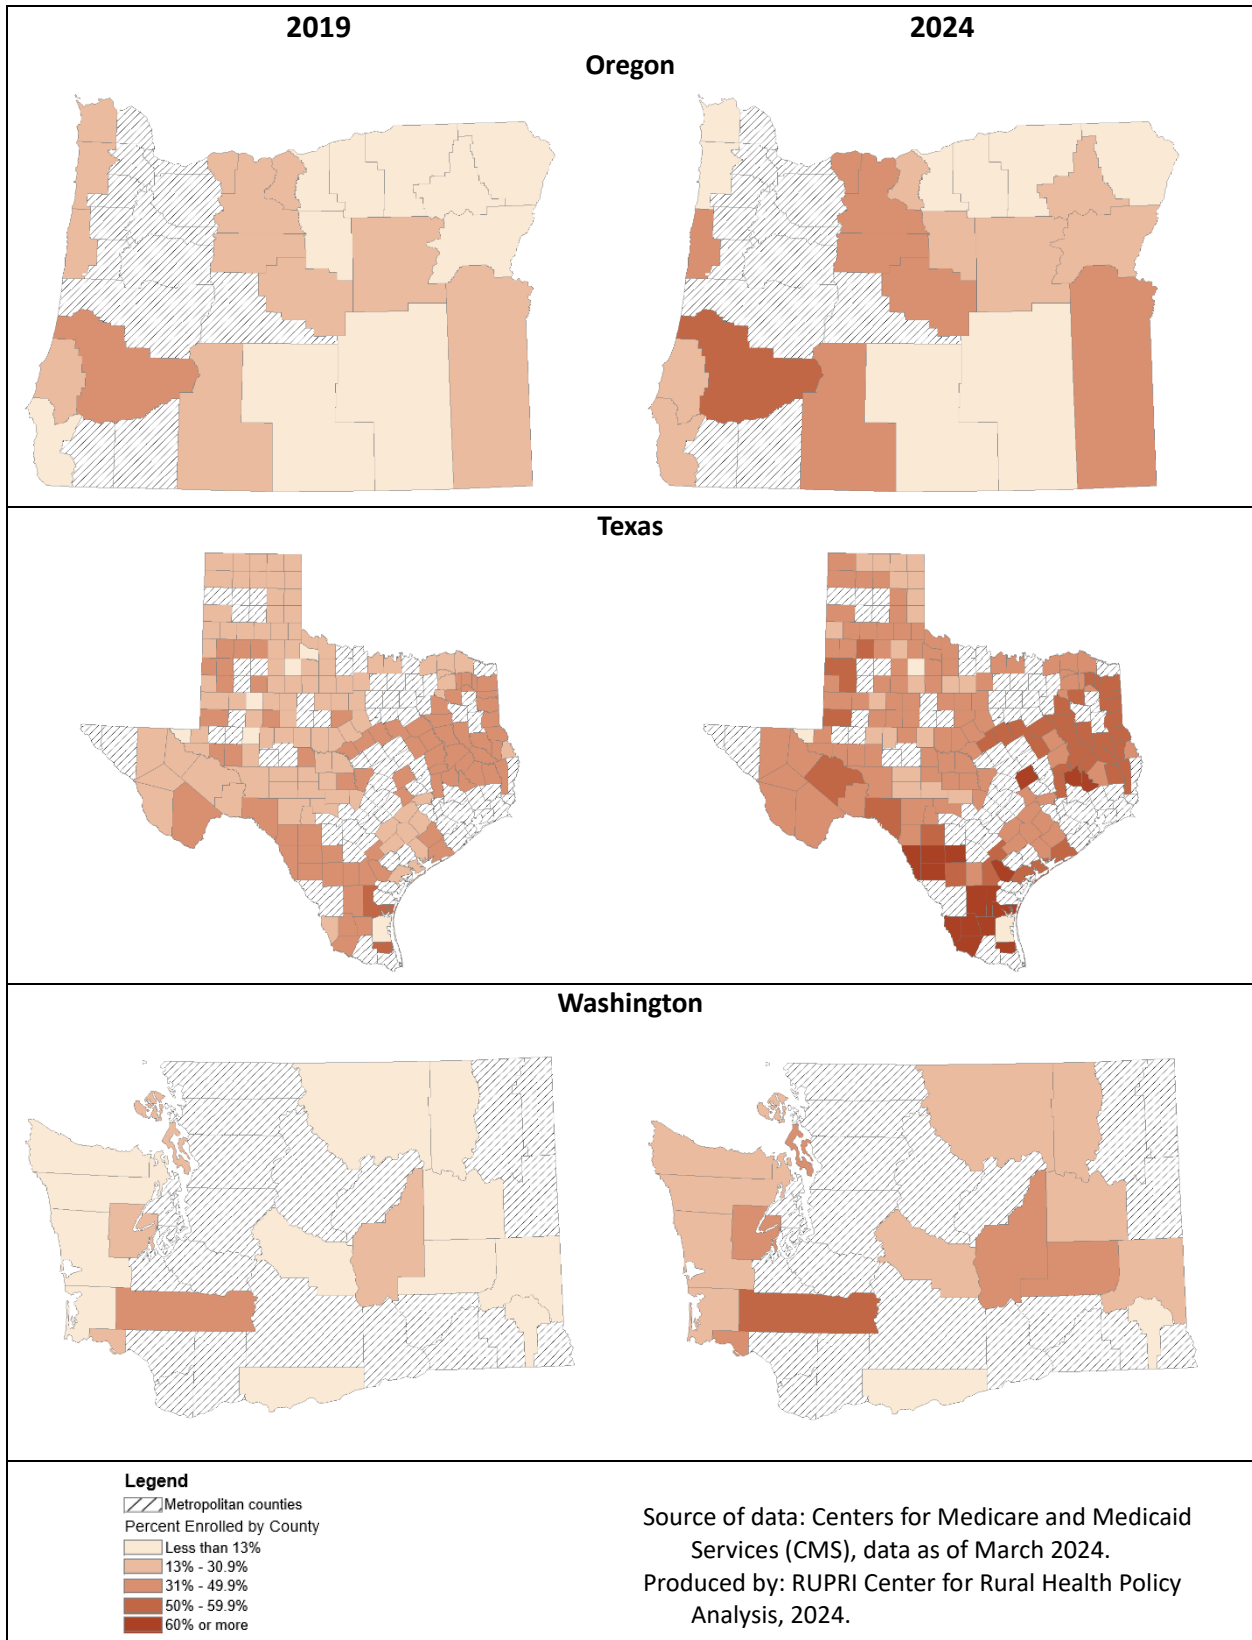 2019
2024
Oregon
Texas
Washington
Legend
Metropolitan counties
Percent Enrolled by County
Less than 13%
13% - 30.9%
31% - 49.9%
50% - 59.9%
60% or more
Source of data: Centers for Medicare and Medicaid
Services (CMS), data as of March 2024.
Produced by: RUPRI Center for Rural Health Policy
Analysis, 2024.